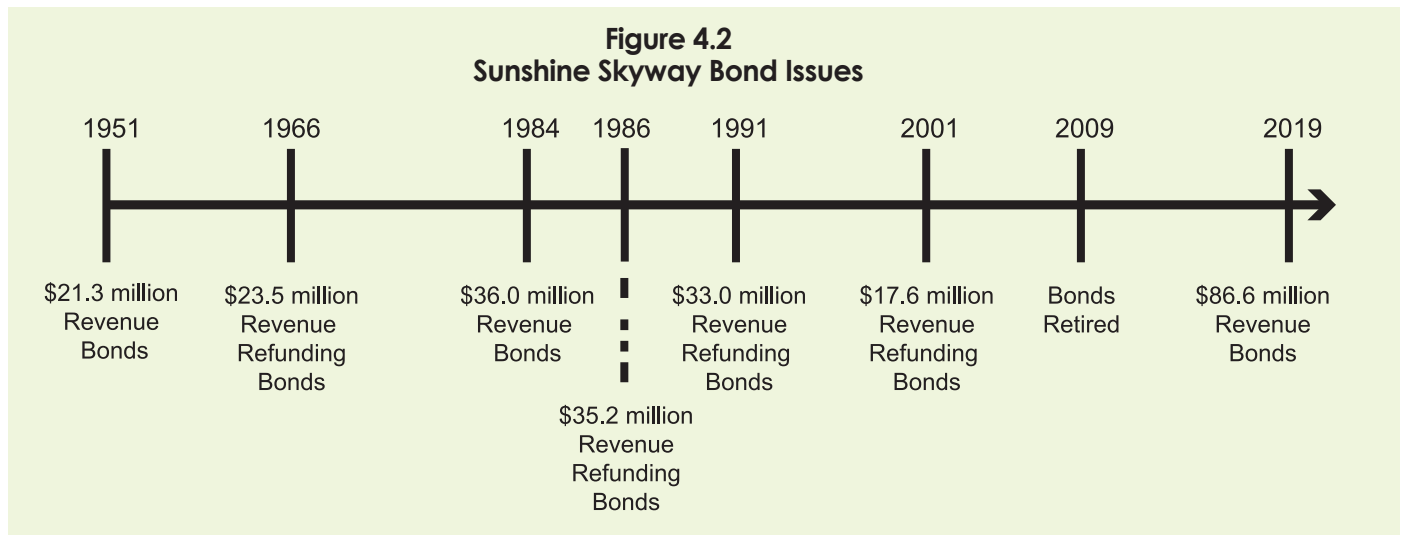 Figure 4.2
Sunshine Skyway Bond Issues
1951
1966
1984
1986
1991
2001
2009
2019
$21.3 million
Revenue
Bonds
$23.5 million
Revenue
Refunding
Bonds
$36.0 million
Revenue
Bonds
$35.2 million
Revenue
Refunding
Bonds
$33.0 million
Revenue
Refunding
Bonds
$17.6 million
Revenue
Refunding
Bonds
Bonds
Retired
$86.6 million
Revenue
Bonds